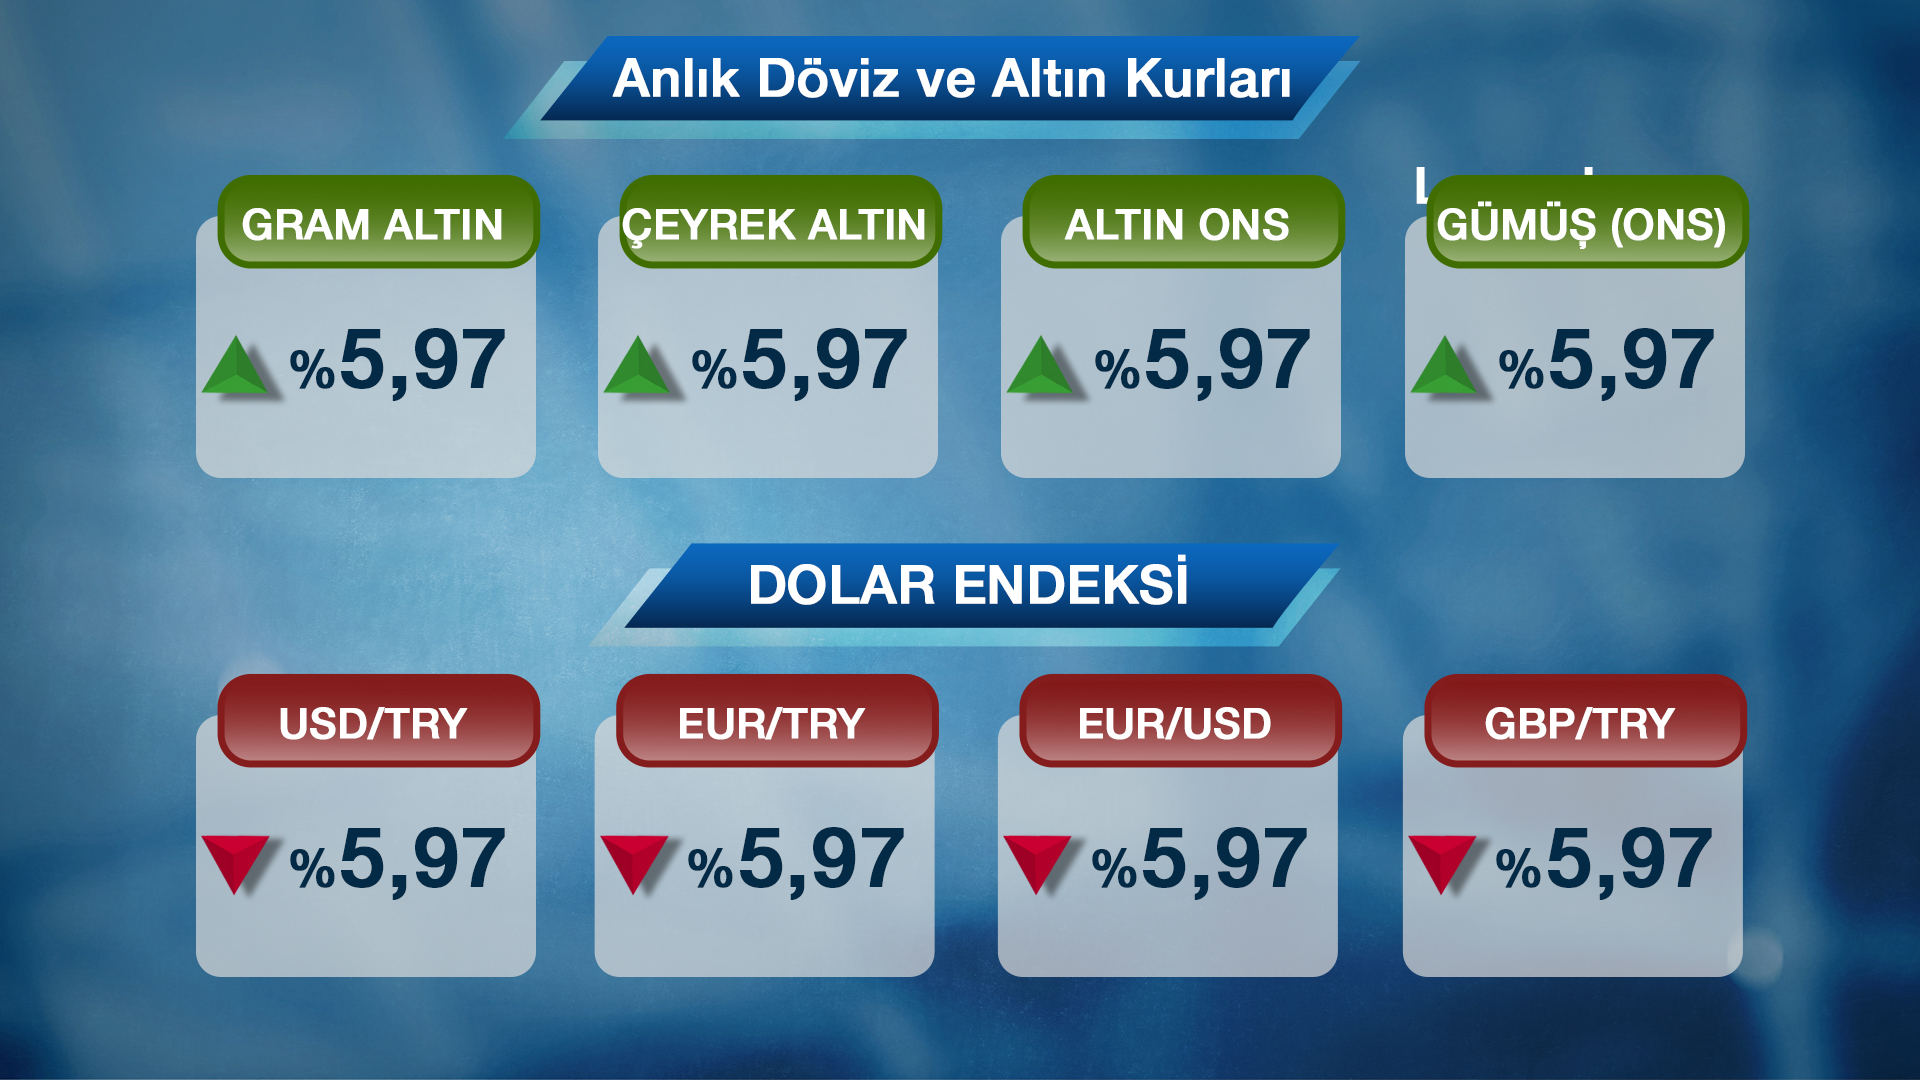 Anlık Döviz ve Altın Kurları
GRAM ALTIN
ÇEYREK ALTIN
ALTIN ONS
GÜMÜŞ (ONS)
%5,97
%5,97
%5,97
%5,97
DOLAR ENDEKSİ
USD/TRY
EUR/TRY
EUR/USD
GBP/TRY
%5,97
%5,97
%5,97
%5,97